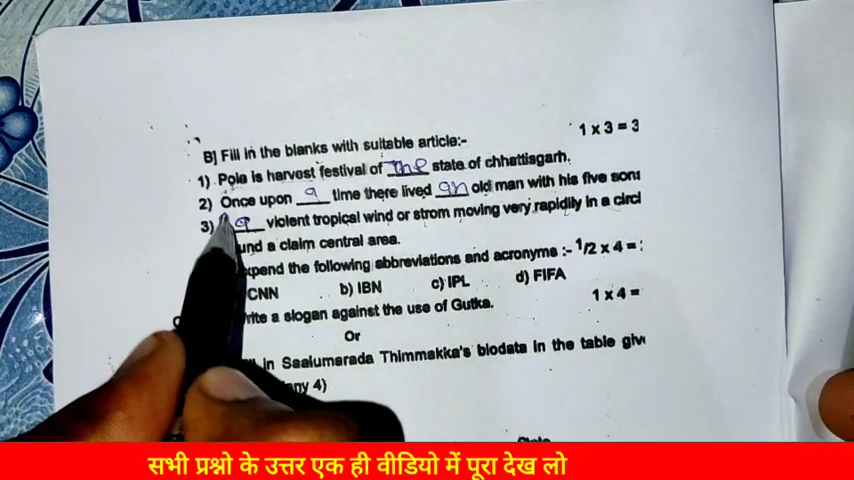 1 x 3 = 3
B] Fill in the blanks with suitable article:-
1) Pola is harvest festival of The state of chhattisgarh.
2) Once upon a time there lived an old man with his five sons
3) a violent tropical wind or strom moving very rapidily in a circl
und a claim central area.
xpend the following abbreviations and acronyms :- 1/2 x 4 =
CNN b) IBN c) IPL d) FIFA
rite a slogan against the use of Gutka. 1 x 4 =
Or
in Saalumarada Thimmakka's biodata in the table give
any 4)
सभी प्रश्नो के उत्तर एक ही वीडियो में पूरा देख लो